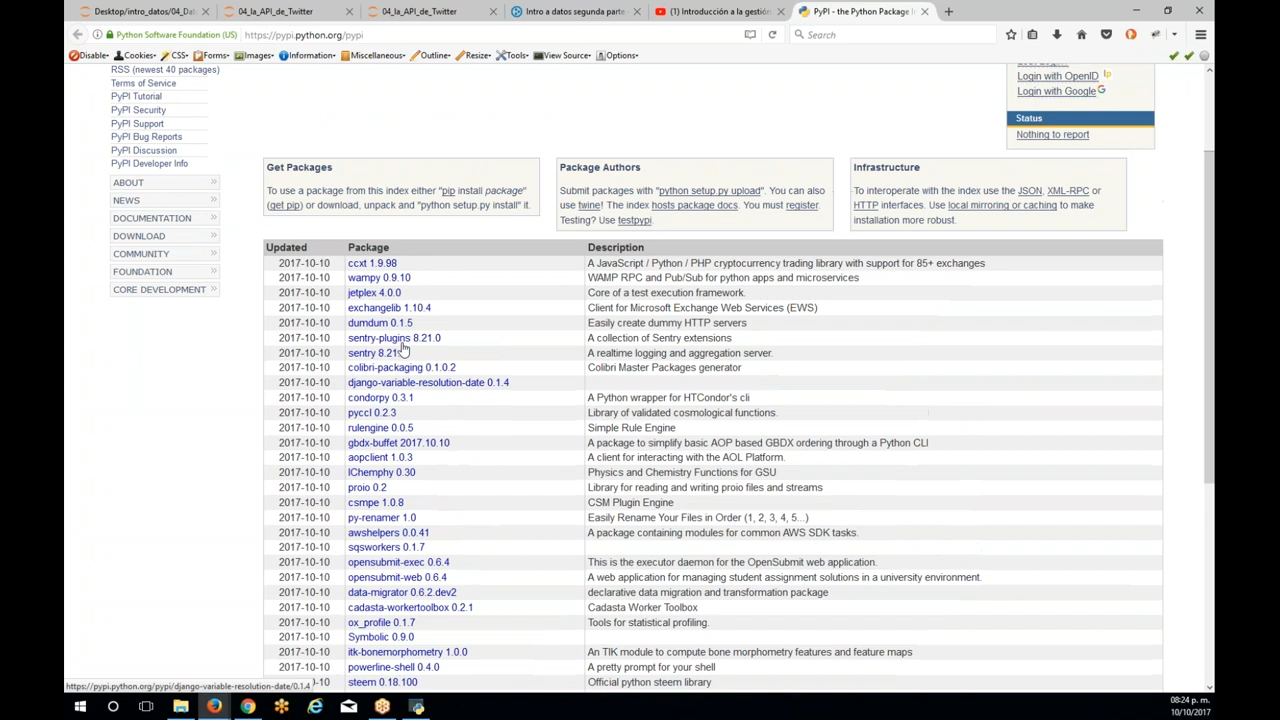 Desktop/intro_datos/04_Dat
04_la_API_de_Twitter
04_la_API_de_Twitter
Intro a datos segunda parte
(1) Introducción a la gestió
PyPI - the Python Package I
Python Software Foundation (US)
https://pypi.python.org/pypi
Search
Disable
Cookies
CSS
Forms
Images
Information
Miscellaneous
Outline
Resize
Tools
View Source
Options
RSS (newest 40 packages)
Terms of Service
PyPI Tutorial
PyPI Security
PyPI Support
PyPI Bug Reports
PyPI Discussion
PyPI Developer Info
ABOUT
NEWS
DOCUMENTATION
DOWNLOAD
COMMUNITY
FOUNDATION
CORE DEVELOPMENT
Login with OpenID
Login with Google
Status
Nothing to report
Get Packages
To use a package from this index either "pip install package"
(get pip) or download, unpack and "python setup.py install" it.
Package Authors
Submit packages with "python setup.py upload". You can also
use twine! The index hosts package docs. You must register.
Testing? Use testpypi.
Infrastructure
To interoperate with the index use the JSON, XML-RPC or
HTTP interfaces. Use local mirroring or caching to make
installation more robust.
Updated Package Description
2017-10-10 ccxt 1.9.98 A JavaScript / Python / PHP cryptocurrency trading library with support for 85+ exchanges
2017-10-10 wampy 0.9.10 WAMP RPC and Pub/Sub for python apps and microservices
2017-10-10 jetplex 4.0.0 Core of a test execution framework.
2017-10-10 exchangelib 1.10.4 Client for Microsoft Exchange Web Services (EWS)
2017-10-10 dumdum 0.1.5 Easily create dummy HTTP servers
2017-10-10 sentry-plugins 8.21.0 A collection of Sentry extensions
2017-10-10 sentry 8.21 A realtime logging and aggregation server.
2017-10-10 colibri-packaging 0.1.0.2 Colibri Master Packages generator
2017-10-10 django-variable-resolution-date 0.1.4
2017-10-10 condorpy 0.3.1 A Python wrapper for HTCondor's cli
2017-10-10 pyccl 0.2.3 Library of validated cosmological functions.
2017-10-10 rulengine 0.0.5 Simple Rule Engine
2017-10-10 gbdx-buffet 2017.10.10 A package to simplify basic AOP based GBDX ordering through a Python CLI
2017-10-10 aopclient 1.0.3 A client for interacting with the AOL Platform.
2017-10-10 lChemphy 0.30 Physics and Chemistry Functions for GSU
2017-10-10 proio 0.2 Library for reading and writing proio files and streams
2017-10-10 csmpe 1.0.8 CSM Plugin Engine
2017-10-10 py-renamer 1.0 Easily Rename Your Files in Order (1, 2, 3, 4, 5...)
2017-10-10 awshelpers 0.0.41 A package containing modules for common AWS SDK tasks.
2017-10-10 sqsworkers 0.1.7
2017-10-10 opensubmit-exec 0.6.4 This is the executor daemon for the OpenSubmit web application.
2017-10-10 opensubmit-web 0.6.4 A web application for managing student assignment solutions in a university environment.
2017-10-10 data-migrator 0.6.2.dev2 declarative data migration and transformation package
2017-10-10 cadasta-workertoolbox 0.2.1 Cadasta Worker Toolbox
2017-10-10 ox_profile 0.1.7 Tools for statistical profiling.
2017-10-10 Symbolic 0.9.0
2017-10-10 itk-bonemorphometry 1.0.0 An ITK module to compute bone morphometry features and feature maps
2017-10-10 powerline-shell 0.4.0 A pretty prompt for your shell
steem 0.18.100 Official python steem library
https://pypi.python.org/pypi/django-variable-resolution-date/0.1.4
08:24 p. m.
10/10/2017